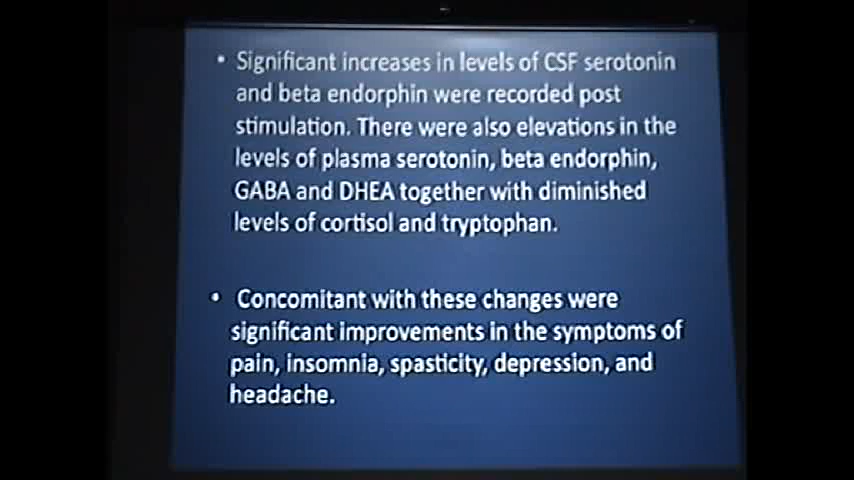 • Significant increases in levels of CSF serotonin
and beta endorphin were recorded post
stimulation. There were also elevations in the
levels of plasma serotonin, beta endorphin,
GABA and DHEA together with diminished
levels of cortisol and tryptophan.
• Concomitant with these changes were
significant improvements in the symptoms of
pain, insomnia, spasticity, depression, and
headache.